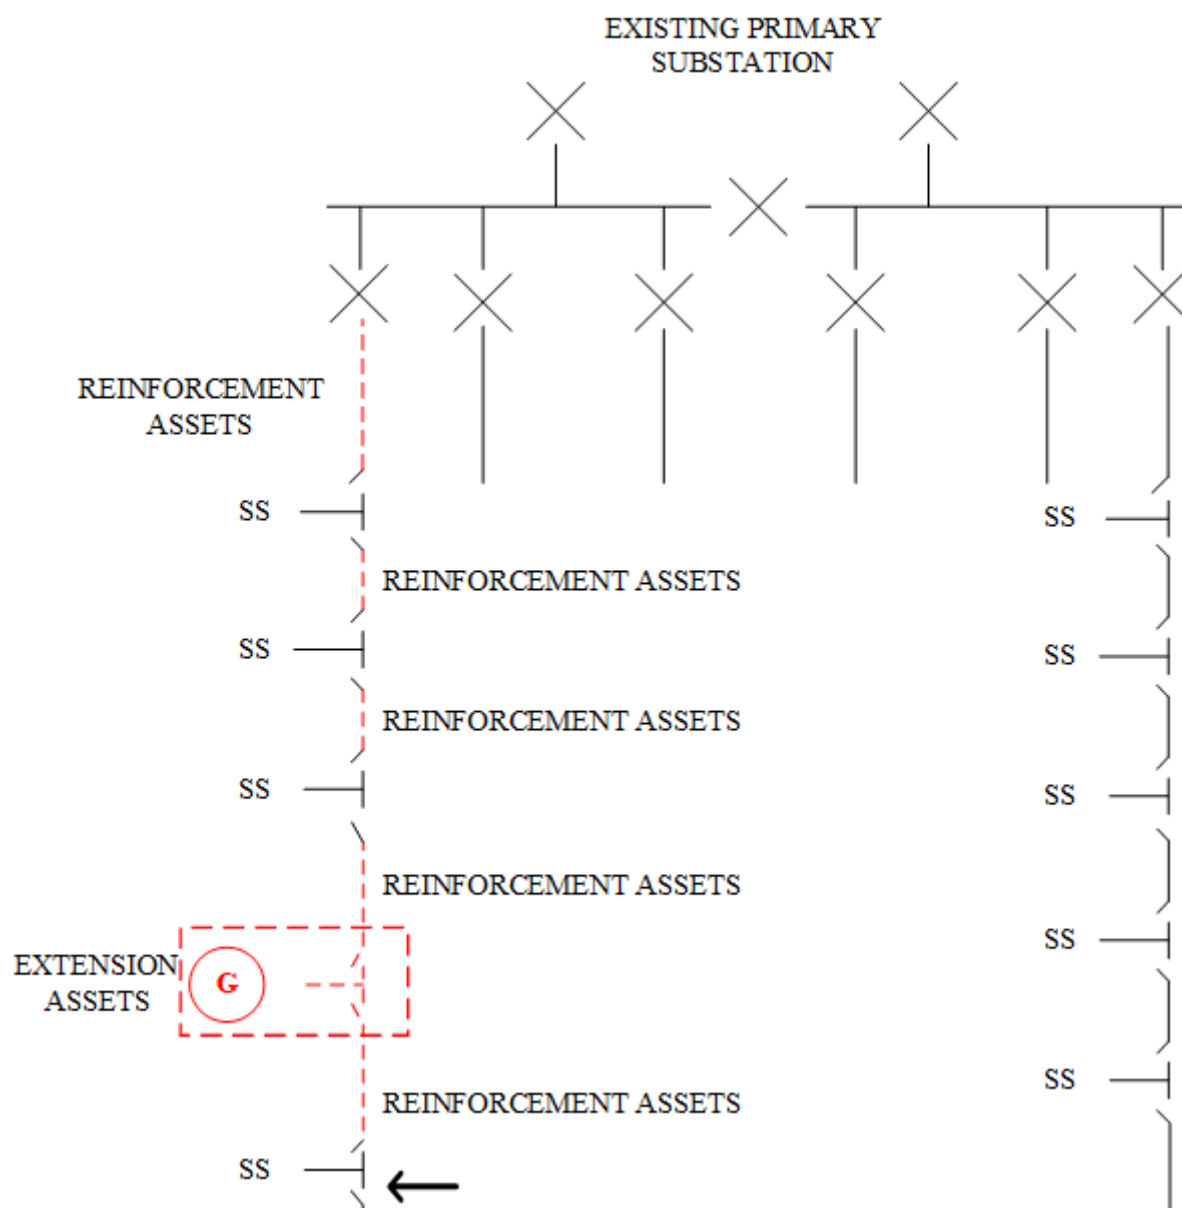 EXISTING PRIMARY
SUBSTATION
REINFORCEMENT
ASSETS
SS
SS
REINFORCEMENT ASSETS
SS
SS
REINFORCEMENT ASSETS
SS
SS
REINFORCEMENT ASSETS
SS
EXTENSION
ASSETS
G
SS
REINFORCEMENT ASSETS
SS